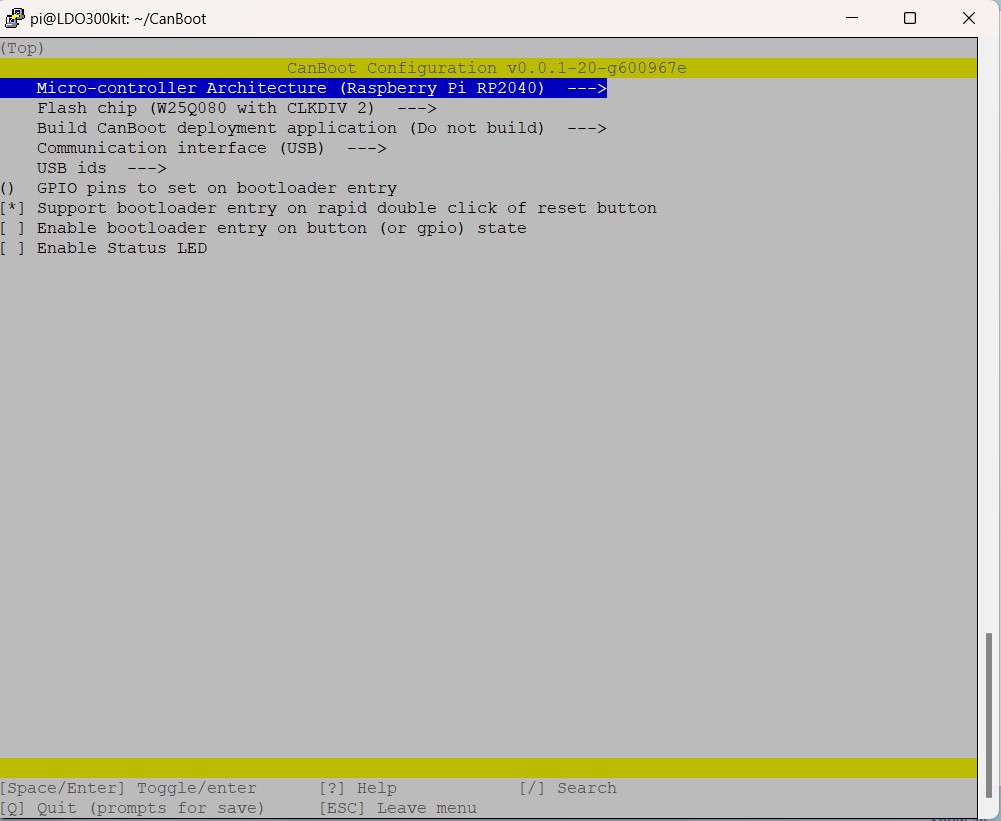 pi@LDO300kit: ~/CanBoot
(Top)
CanBoot Configuration v0.0.1-20-g600967e
Micro-controller Architecture (Raspberry Pi RP2040) --->
Flash chip (W25Q080 with CLKDIV 2) --->
Build CanBoot deployment application (Do not build) --->
Communication interface (USB) --->
USB ids --->
() GPIO pins to set on bootloader entry
[*] Support bootloader entry on rapid double click of reset button
[ ] Enable bootloader entry on button (or gpio) state
[ ] Enable Status LED
[Space/Enter] Toggle/enter [?] Help [/] Search
[Q] Quit (prompts for save) [ESC] Leave menu